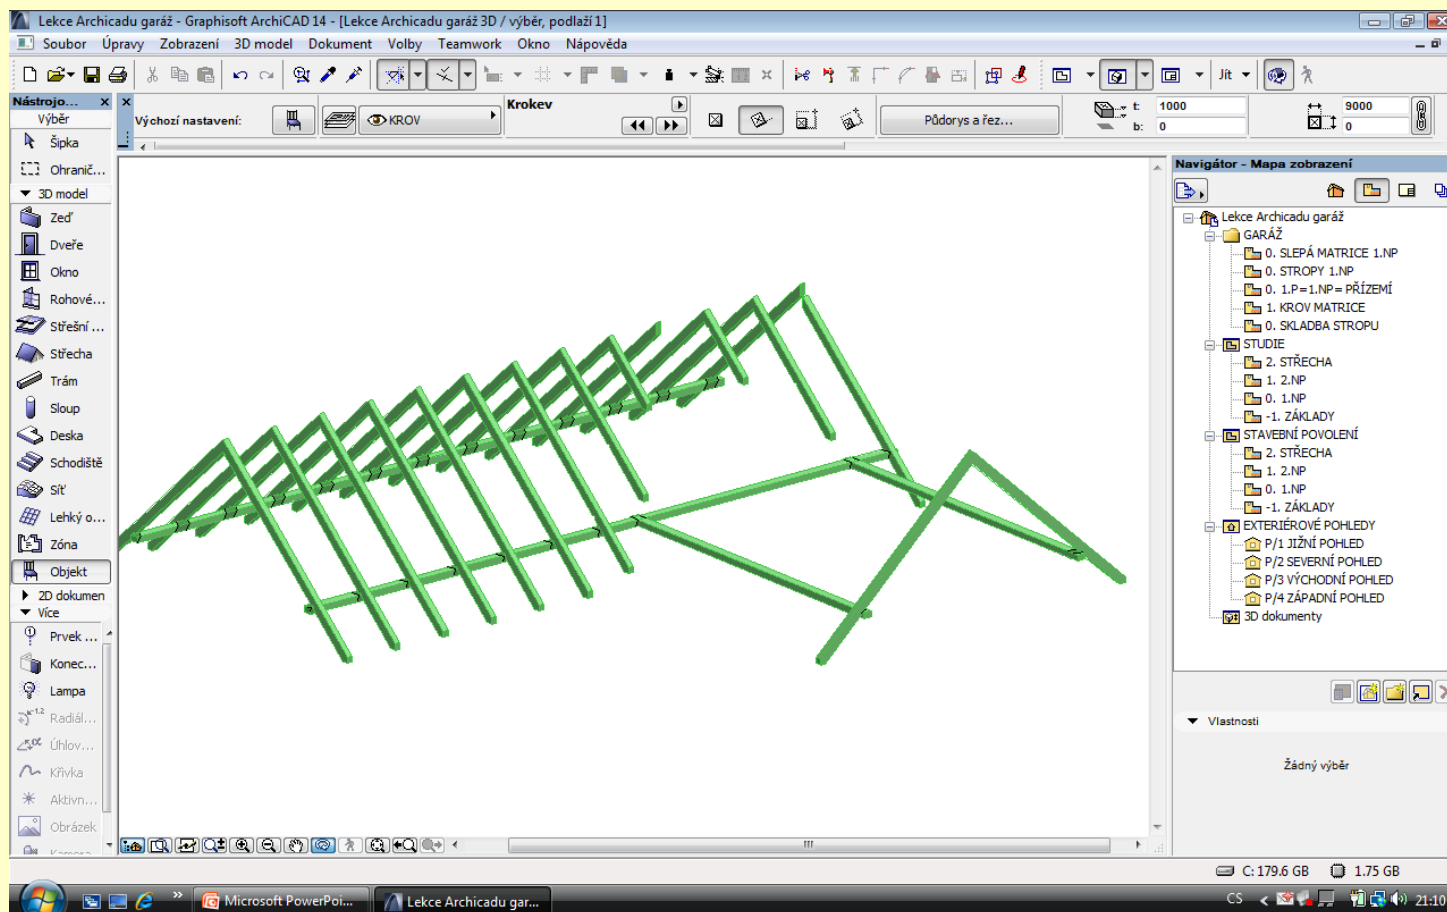 Lekce Archicadu garáž - Graphisoft ArchiCAD 14 - [Lekce Archicadu garáž 3D / výběr, podlaží 1]
Soubor Úpravy Zobrazení 3D model Dokument Volby Teamwork Okno Nápověda
Jít
Nástrojo...
Výběr
Šipka
Ohranič...
3D model
Zeď
Dveře
Okno
Rohové...
Střešní ...
Střecha
Trám
Sloup
Deska
Schodiště
Síť
Lehký o...
Zóna
Objekt
2D dokumen
Více
Prvek ...
Konec...
Lampa
Radiál...
Úhlov...
Křivka
Aktivn...
Obrázek
Kamera
Výchozí nastavení:
KROV
Krokev
Půdorys a řez...
t: 1000
b: 0
9000
0
Navigátor - Mapa zobrazení
Lekce Archicadu garáž
GARÁŽ
0. SLEPÁ MATRICE 1.NP
0. STROPY 1.NP
0. 1.P=1.NP= PŘÍZEMÍ
1. KROV MATRICE
0. SKLADBA STROPU
STUDIE
2. STŘECHA
1. 2.NP
0. 1.NP
-1. ZÁKLADY
STAVEBNÍ POVOLENÍ
2. STŘECHA
1. 2.NP
0. 1.NP
-1. ZÁKLADY
EXTERIÉROVÉ POHLEDY
P/1 JIŽNÍ POHLED
P/2 SEVERNÍ POHLED
P/3 VÝCHODNÍ POHLED
P/4 ZÁPADNÍ POHLED
3D dokumenty
Vlastnosti
Žádný výběr
C: 179.6 GB 1.75 GB
Microsoft PowerPoi...
Lekce Archicadu gar...
CS
21:10